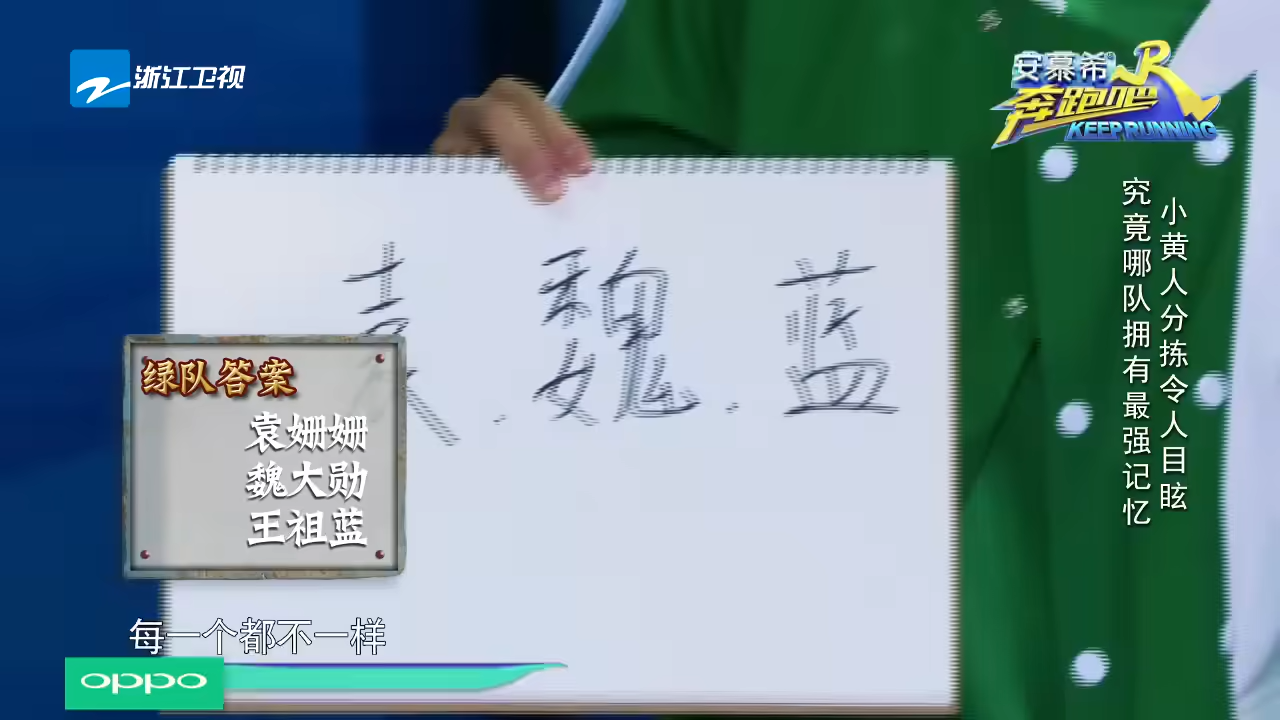 浙江卫视
安慕希
奔跑吧
KEEP RUNNING
小黄人分拣令人目眩
究竟哪队拥有最强记忆
袁.魏.蓝
绿队答案
袁姗姗
魏大勋
王祖蓝
每一个都不一样
oppo